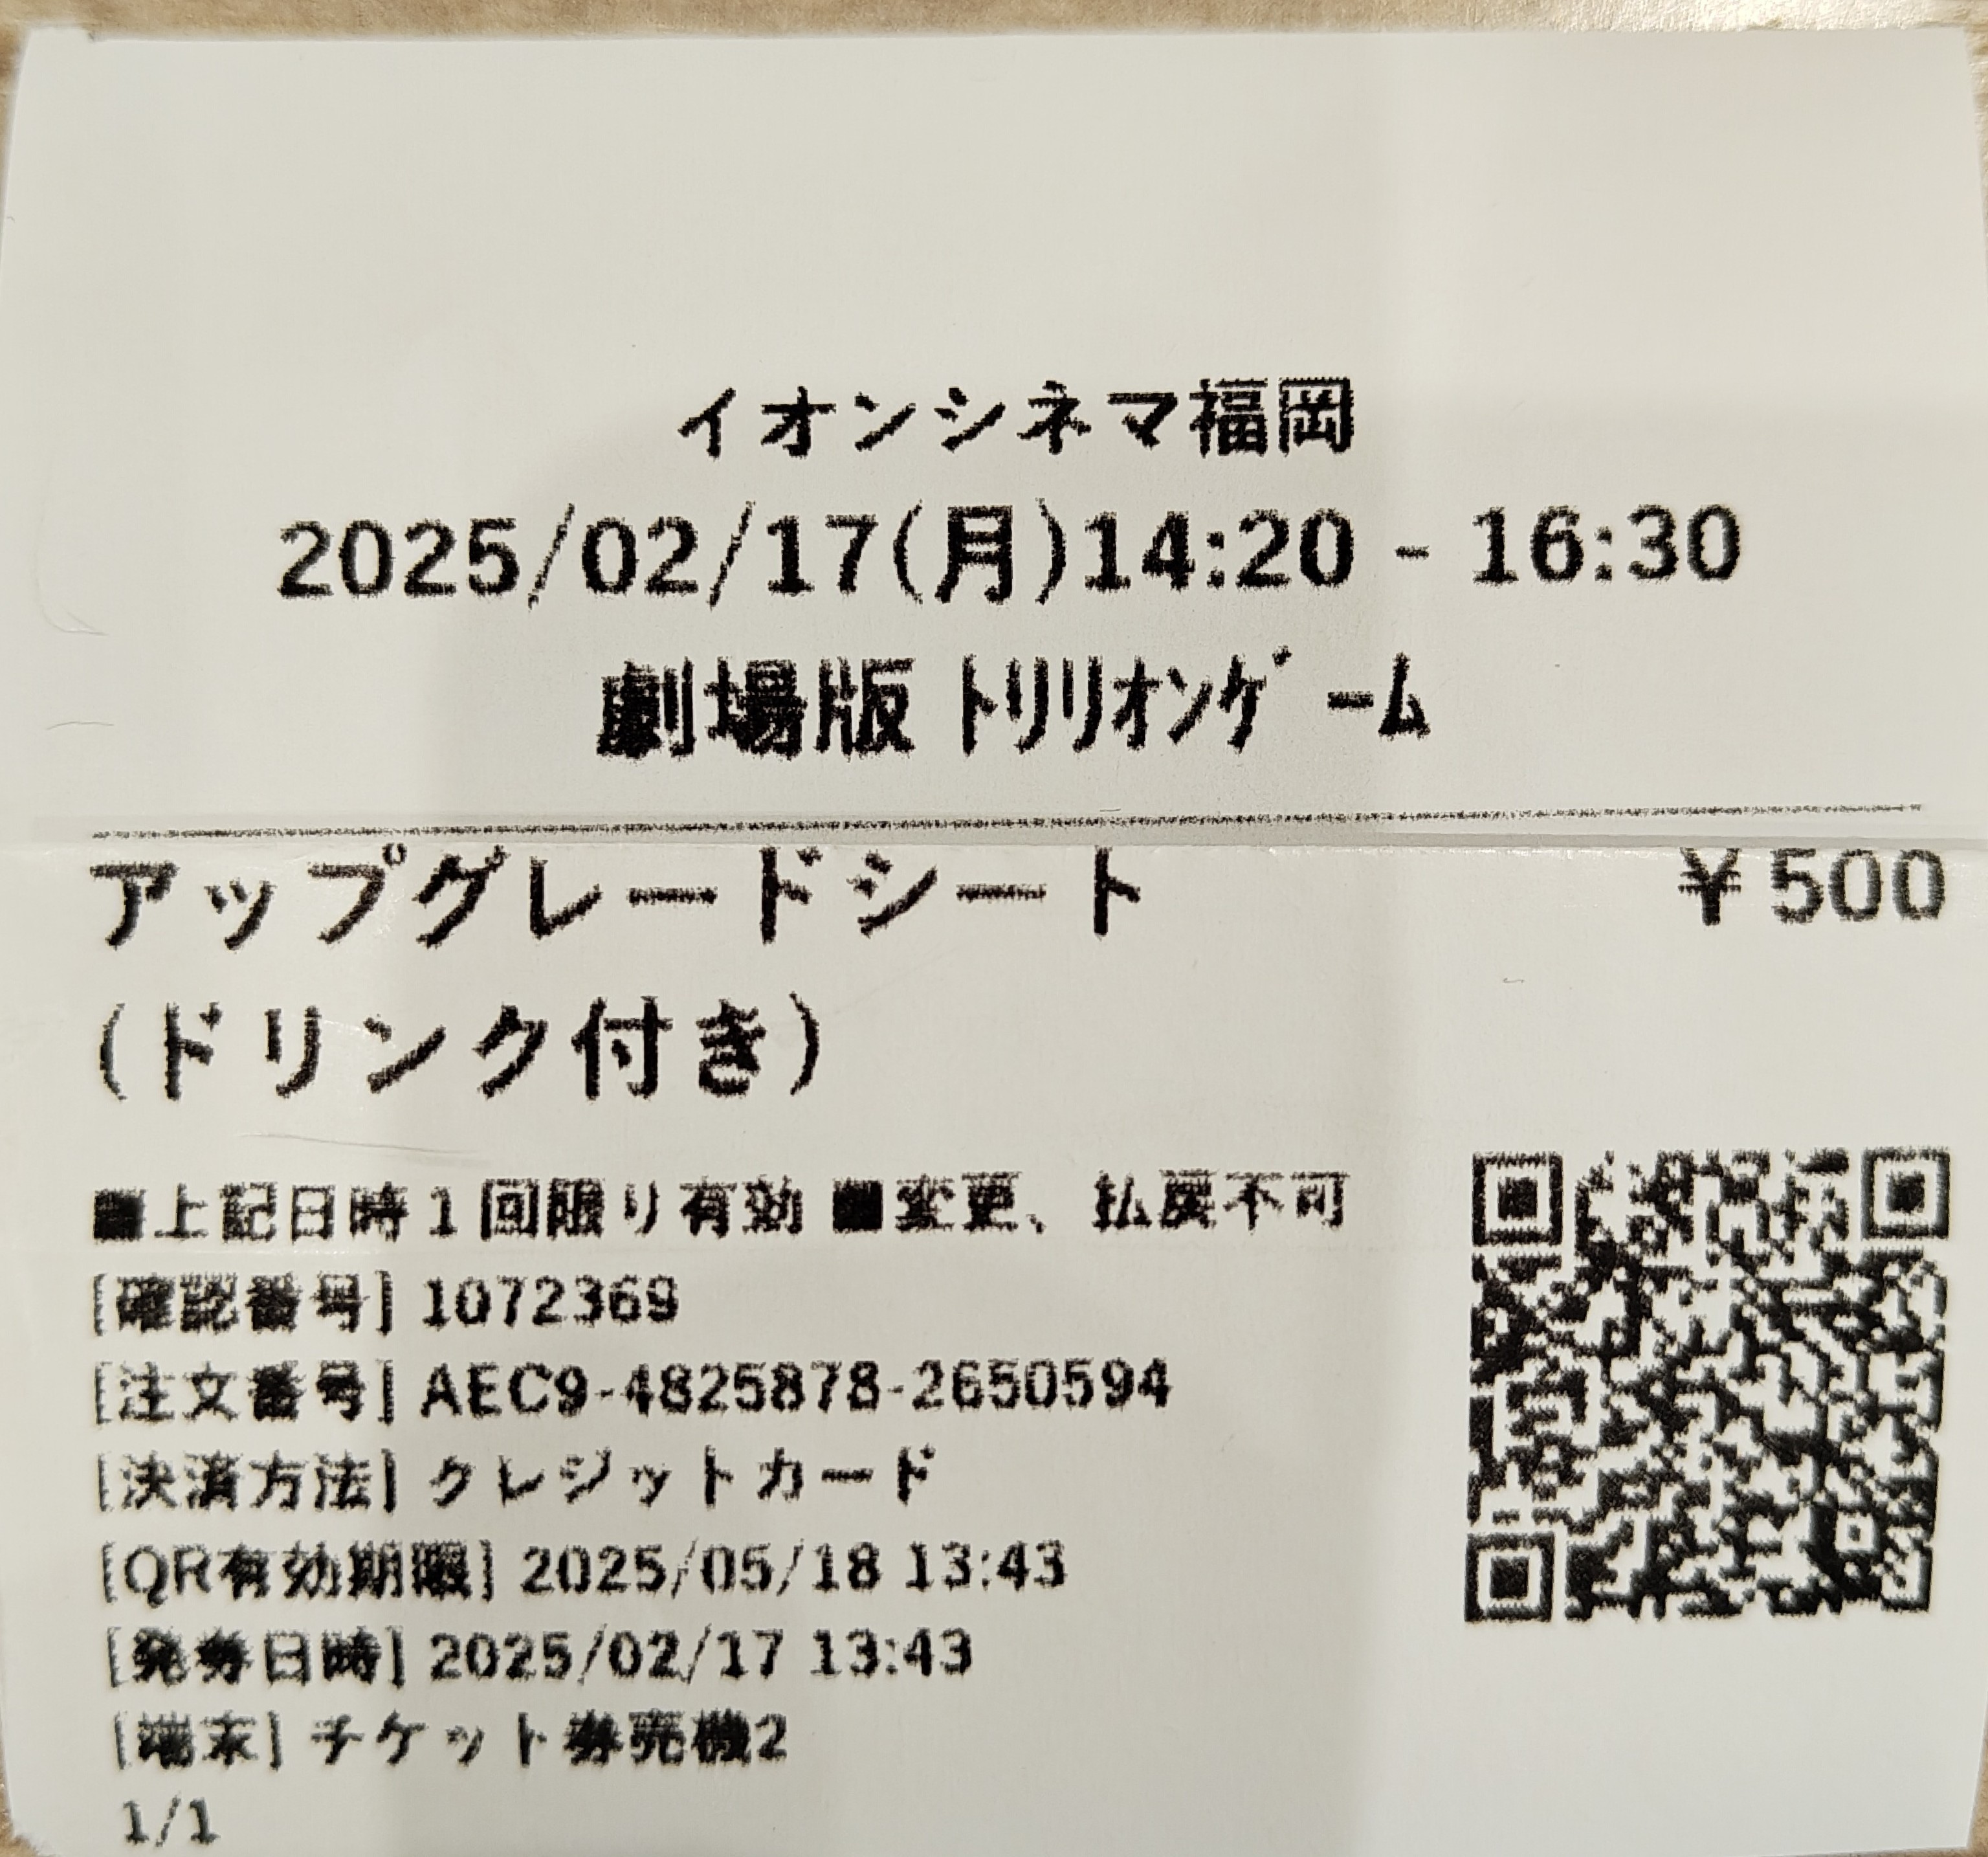 イオンシネマ福岡
2025/02/17(月)14:20 - 16:30
劇場版 ﾄﾘﾘｵﾝｹﾞｰﾑ
アップグレードシート ¥500
(ドリンク付き)
■上記日時1回限り有効 ■変更、払戻不可
[確認番号] 1072369
[注文番号] AEC9-4825878-2650594
[決済方法] クレジットカード
[QR有効期限] 2025/05/18 13:43
[発券日時] 2025/02/17 13:43
[端末] チケット券売機2
1/1